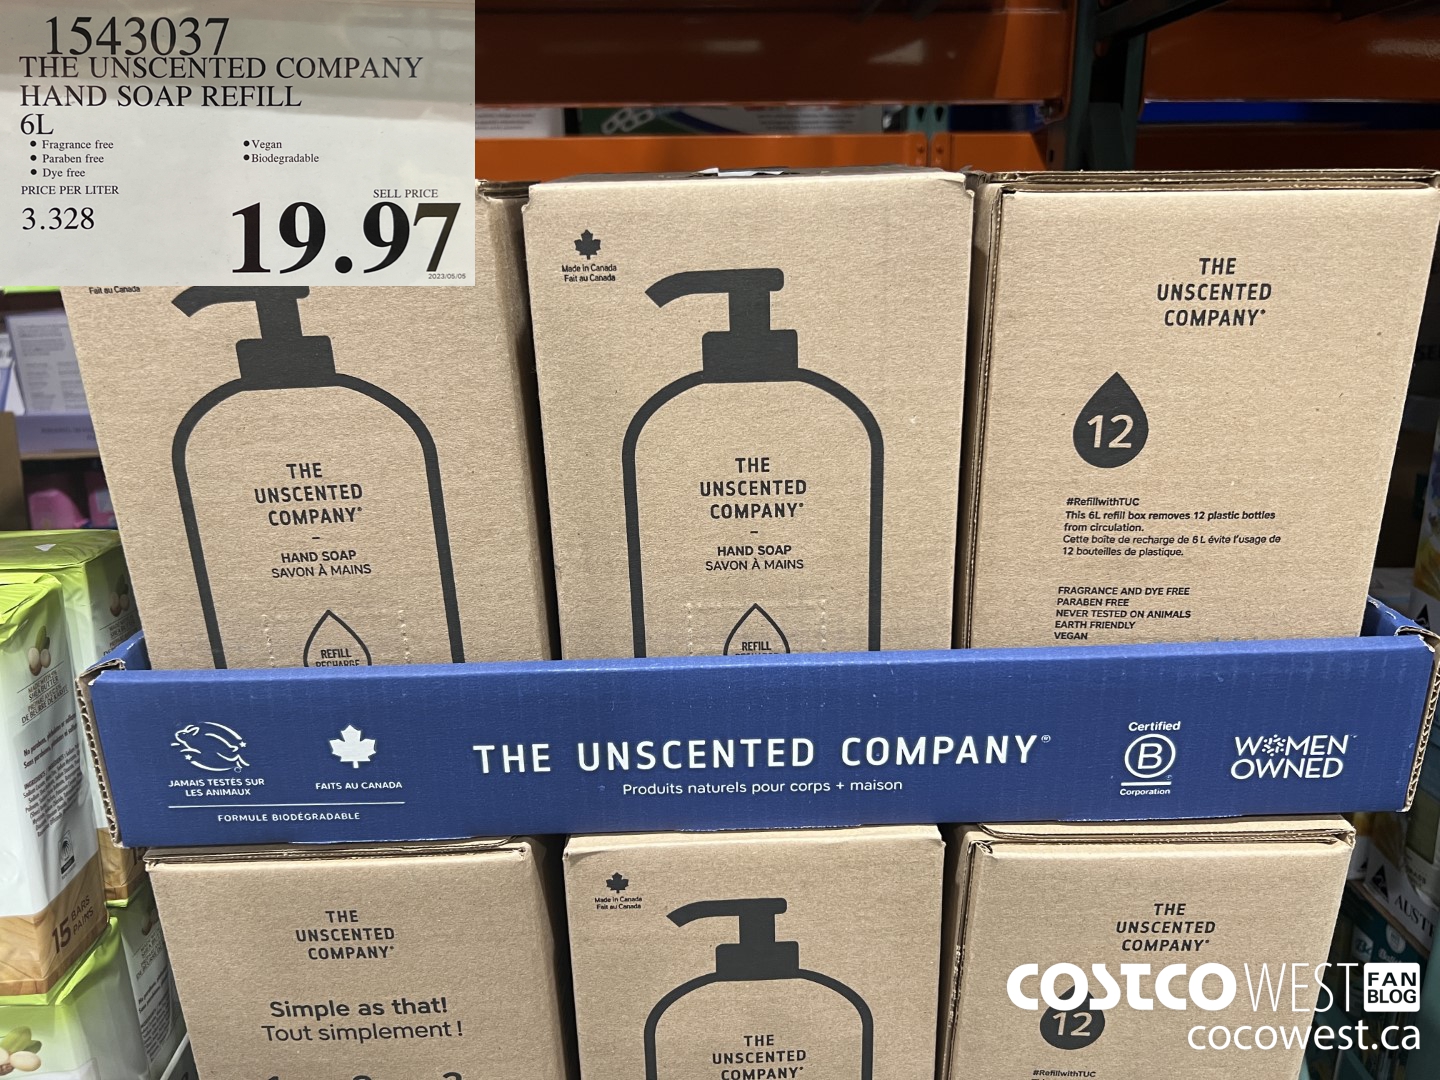 1543037
THE UNSCENTED COMPANY
HAND SOAP REFILL
6L
• Fragrance free
• Paraben free
• Dye free
• Vegan
• Biodegradable
PRICE PER LITER
3.328
SELL PRICE
19.97
2023/05/05
Fait au Canada
THE
UNSCENTED
COMPANY®
–
HAND SOAP
SAVON À MAINS
REFILL
RECHARGE
Made in Canada
Fait au Canada
THE
UNSCENTED
COMPANY®
–
HAND SOAP
SAVON À MAINS
REFILL
THE
UNSCENTED
COMPANY®
12
#RefillwithTUC
This 6L refill box removes 12 plastic bottles
from circulation.
Cette boîte de recharge de 6 L évite l'usage de
12 bouteilles de plastique.
FRAGRANCE AND DYE FREE
PARABEN FREE
NEVER TESTED ON ANIMALS
EARTH FRIENDLY
VEGAN
JAMAIS TESTÉS SUR
LES ANIMAUX
FAITS AU CANADA
FORMULE BIODÉGRADABLE
THE UNSCENTED COMPANY®
Produits naturels pour corps + maison
Certified
B
Corporation
WOMEN
OWNED
15 BARS
PAINS
THE
UNSCENTED
COMPANY®
Simple as that!
Tout simplement !
Made in Canada
Fait au Canada
THE
UNSCENTED
COMPANY®
THE
UNSCENTED
COMPANY®
12
#RefillwithTUC
COSTCO WEST FAN BLOG
cocowest.ca